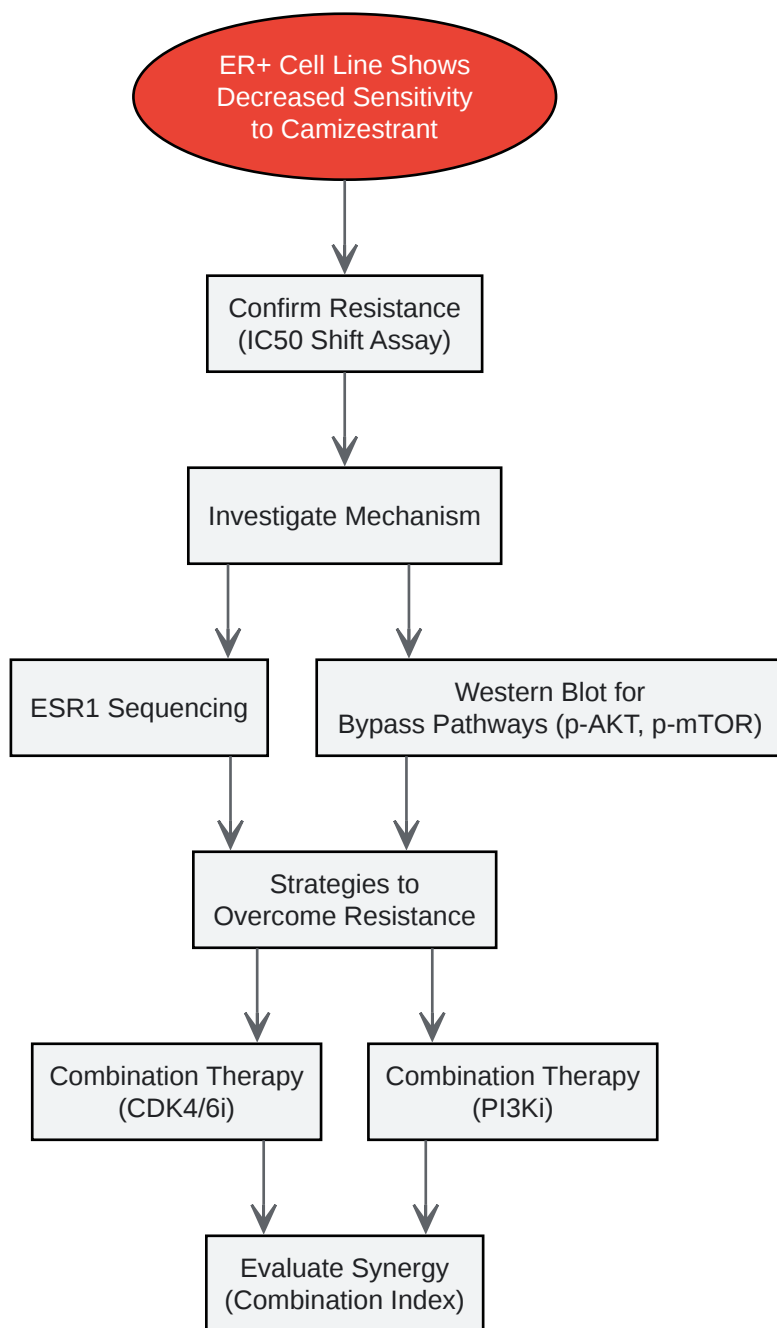 ER+ Cell Line Shows
Decreased Sensitivity
to Camizestrant
Confirm Resistance
(IC50 Shift Assay)
Investigate Mechanism
ESR1 Sequencing
Western Blot for
Bypass Pathways (p-AKT, p-mTOR)
Strategies to
Overcome Resistance
Combination Therapy
(CDK4/6i)
Combination Therapy
(PI3Ki)
Evaluate Synergy
(Combination Index)